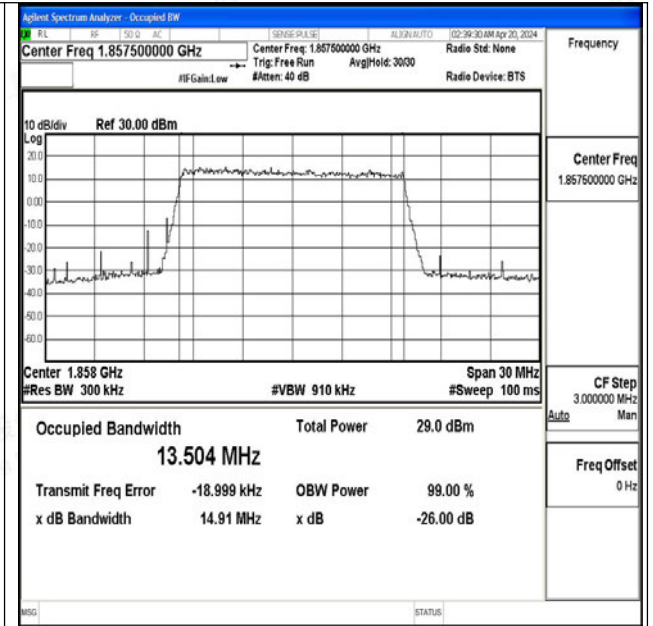 Agilent Spectrum Analyzer - Occupied BW
RL RF 50 Ω AC SENSE:PULSE ALIGN AUTO 02:39:30 AM Apr 20, 2024
Center Freq 1.857500000 GHz
Center Freq: 1.857500000 GHz
Radio Std: None
Trig: Free Run Avg|Hold: 30/30
#IFGain:Low
#Atten: 40 dB
Radio Device: BTS
Frequency
10 dB/div Ref 30.00 dBm
Log
20.0
10.0
0.00
-10.0
-20.0
-30.0
-40.0
-50.0
-60.0
Center 1.858 GHz
Span 30 MHz
#Res BW 300 kHz
#VBW 910 kHz
#Sweep 100 ms
Occupied Bandwidth
13.504 MHz
Total Power 29.0 dBm
Transmit Freq Error -18.999 kHz
OBW Power 99.00 %
x dB Bandwidth 14.91 MHz
x dB -26.00 dB
Center Freq
1.857500000 GHz
CF Step
3.000000 MHz
Auto Man
Freq Offset
0 Hz
MSG
STATUS